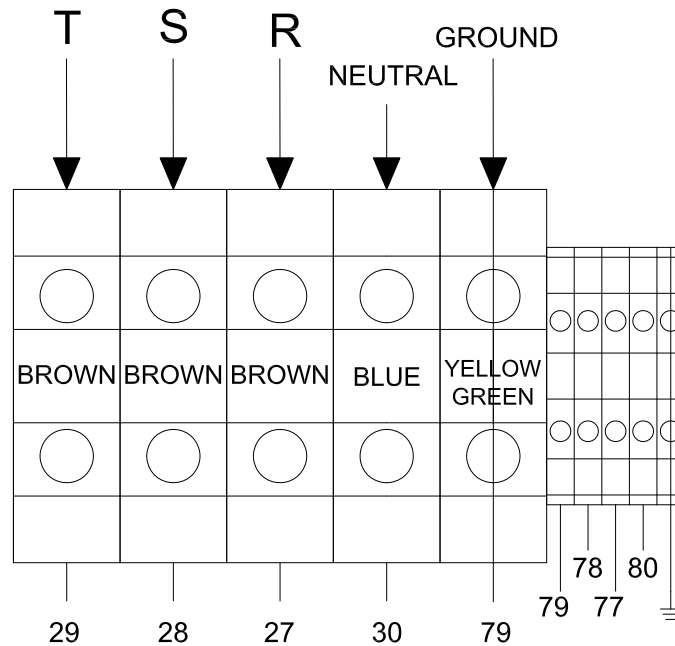 T S R GROUND
NEUTRAL
BROWN BROWN BROWN BLUE YELLOW
GREEN
78 80
79 77
29 28 27 30 79